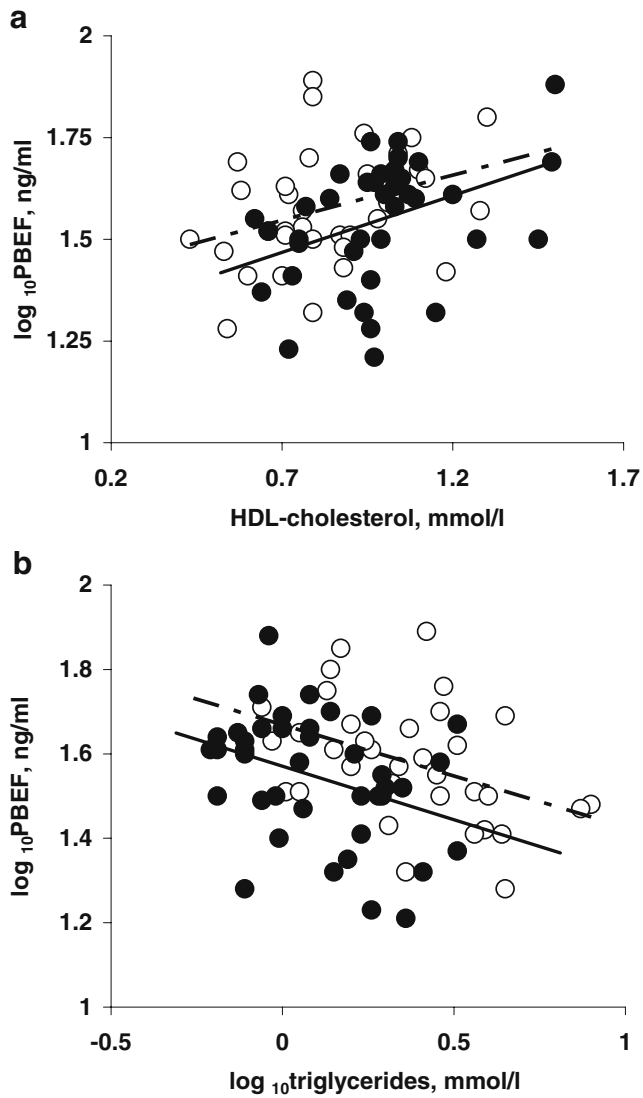 a
2
1.75
1.5
1.25
1
log 10PBEF, ng/ml
0.2 0.7 1.2 1.7
HDL-cholesterol, mmol/l
b
2
1.8
1.6
1.4
1.2
1
log 10PBEF, ng/ml
-0.5 0 0.5 1
log 10triglycerides, mmol/l